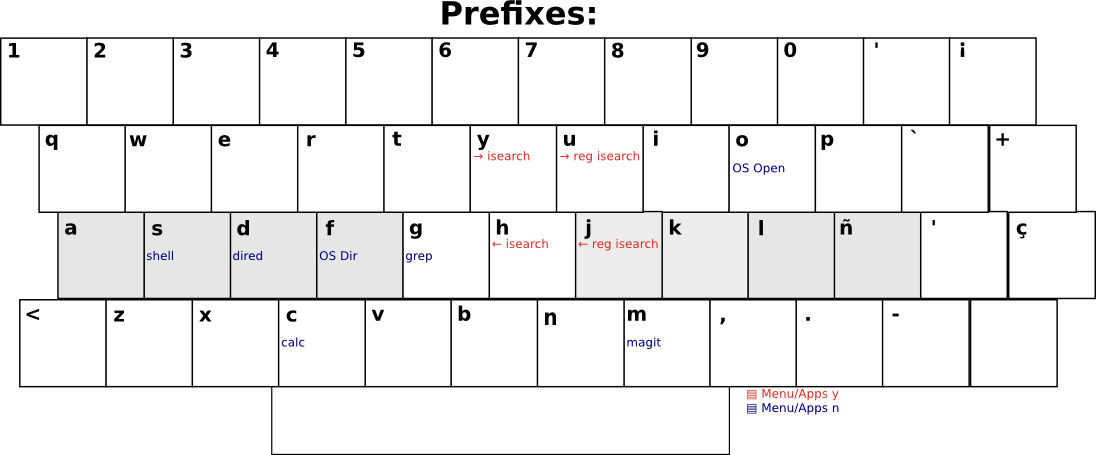 Prefixes:
1 2 3 4 5 6 7 8 9 0 ' ¡
q w e r t y u i o p ` +
→ isearch → reg isearch
OS Open
a s d f g h j k l ñ ' ç
← isearch ← reg isearch
shell dired OS Dir grep
< z x c v b n m , . -
calc magit
▤ Menu/Apps y
▤ Menu/Apps n